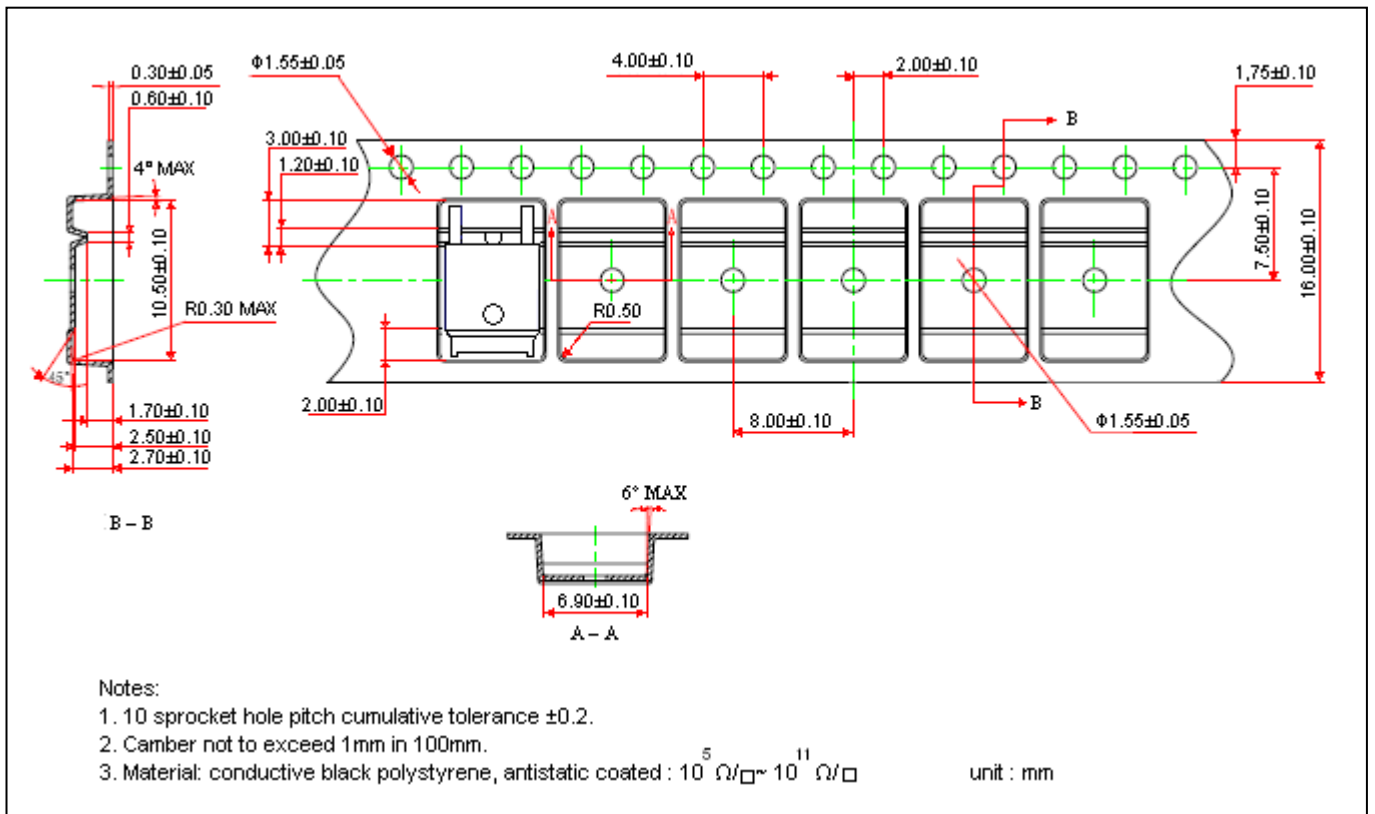 0.30±0.05
0.60±0.10
Φ1.55±0.05
4.00±0.10
2.00±0.10
1,75±0.10
B
3.00±0.10
1.20±0.10
4° MAX
A
A
10.50±0.10
7.50±0.10
16.00±0.10
R0.30 MAX
R0.50
45°
1.70±0.10
2.00±0.10
B
2.50±0.10
8.00±0.10
Φ1.55±0.05
2.70±0.10
B – B
6° MAX
6.90±0.10
A – A
Notes:
1. 10 sprocket hole pitch cumulative tolerance ±0.2.
2. Camber not to exceed 1mm in 100mm.
3. Material: conductive black polystyrene, antistatic coated : 10⁵ Ω/□~ 10¹¹ Ω/□ unit : mm